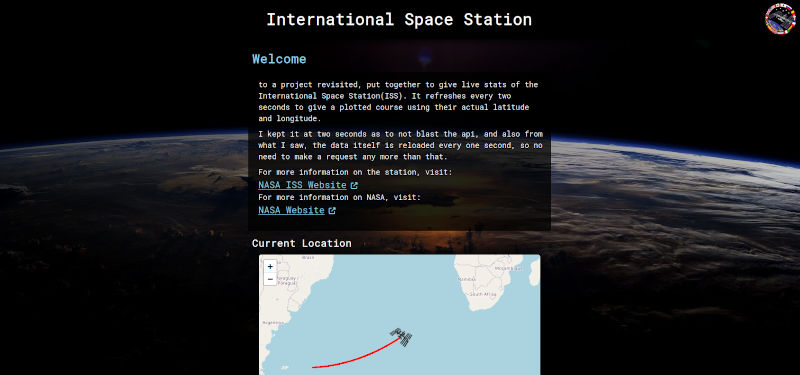 International Space Station
Welcome
to a project revisited, put together to give live stats of the
International Space Station(ISS). It refreshes every two
seconds to give a plotted course using their actual latitude
and longitude.
I kept it at two seconds as to not blast the api, and also from
what I saw, the data itself is reloaded every one second, so no
need to make a request any more than that.
For more information on the station, visit:
NASA ISS Website
For more information on NASA, visit:
NASA Website
Current Location
+
−
Brazil
Paraguay /
Paraguái
Argentina
Namibia
Moçambique
South Africa